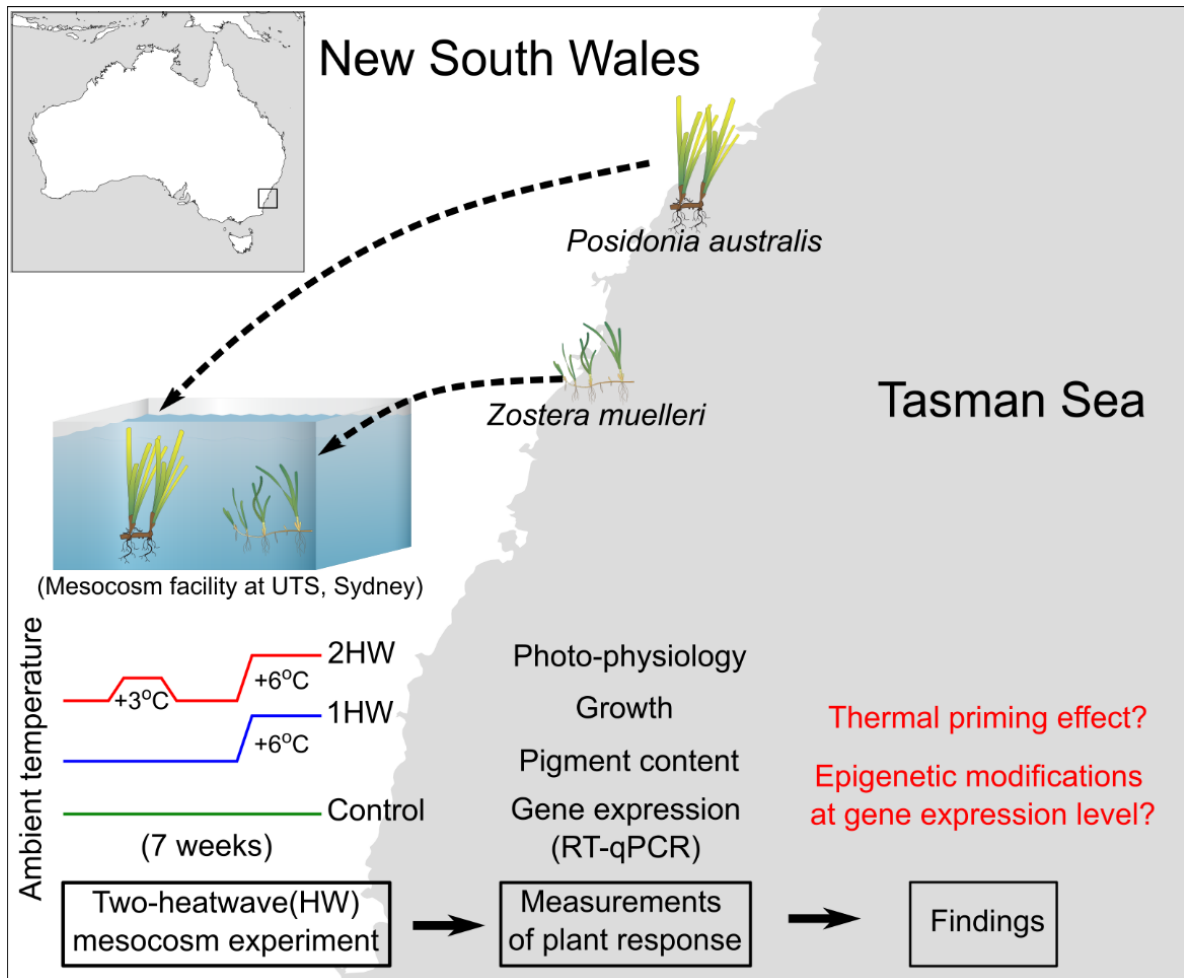 New South Wales
Posidonia australis
Zostera muelleri
Tasman Sea
(Mesocosm facility at UTS, Sydney)
Ambient temperature
2HW
+3°C
+6°C
1HW
+6°C
Control
(7 weeks)
Photo-physiology
Growth
Pigment content
Gene expression
(RT-qPCR)
Thermal priming effect?
Epigenetic modifications
at gene expression level?
Two-heatwave(HW)
mesocosm experiment
Measurements
of plant response
Findings